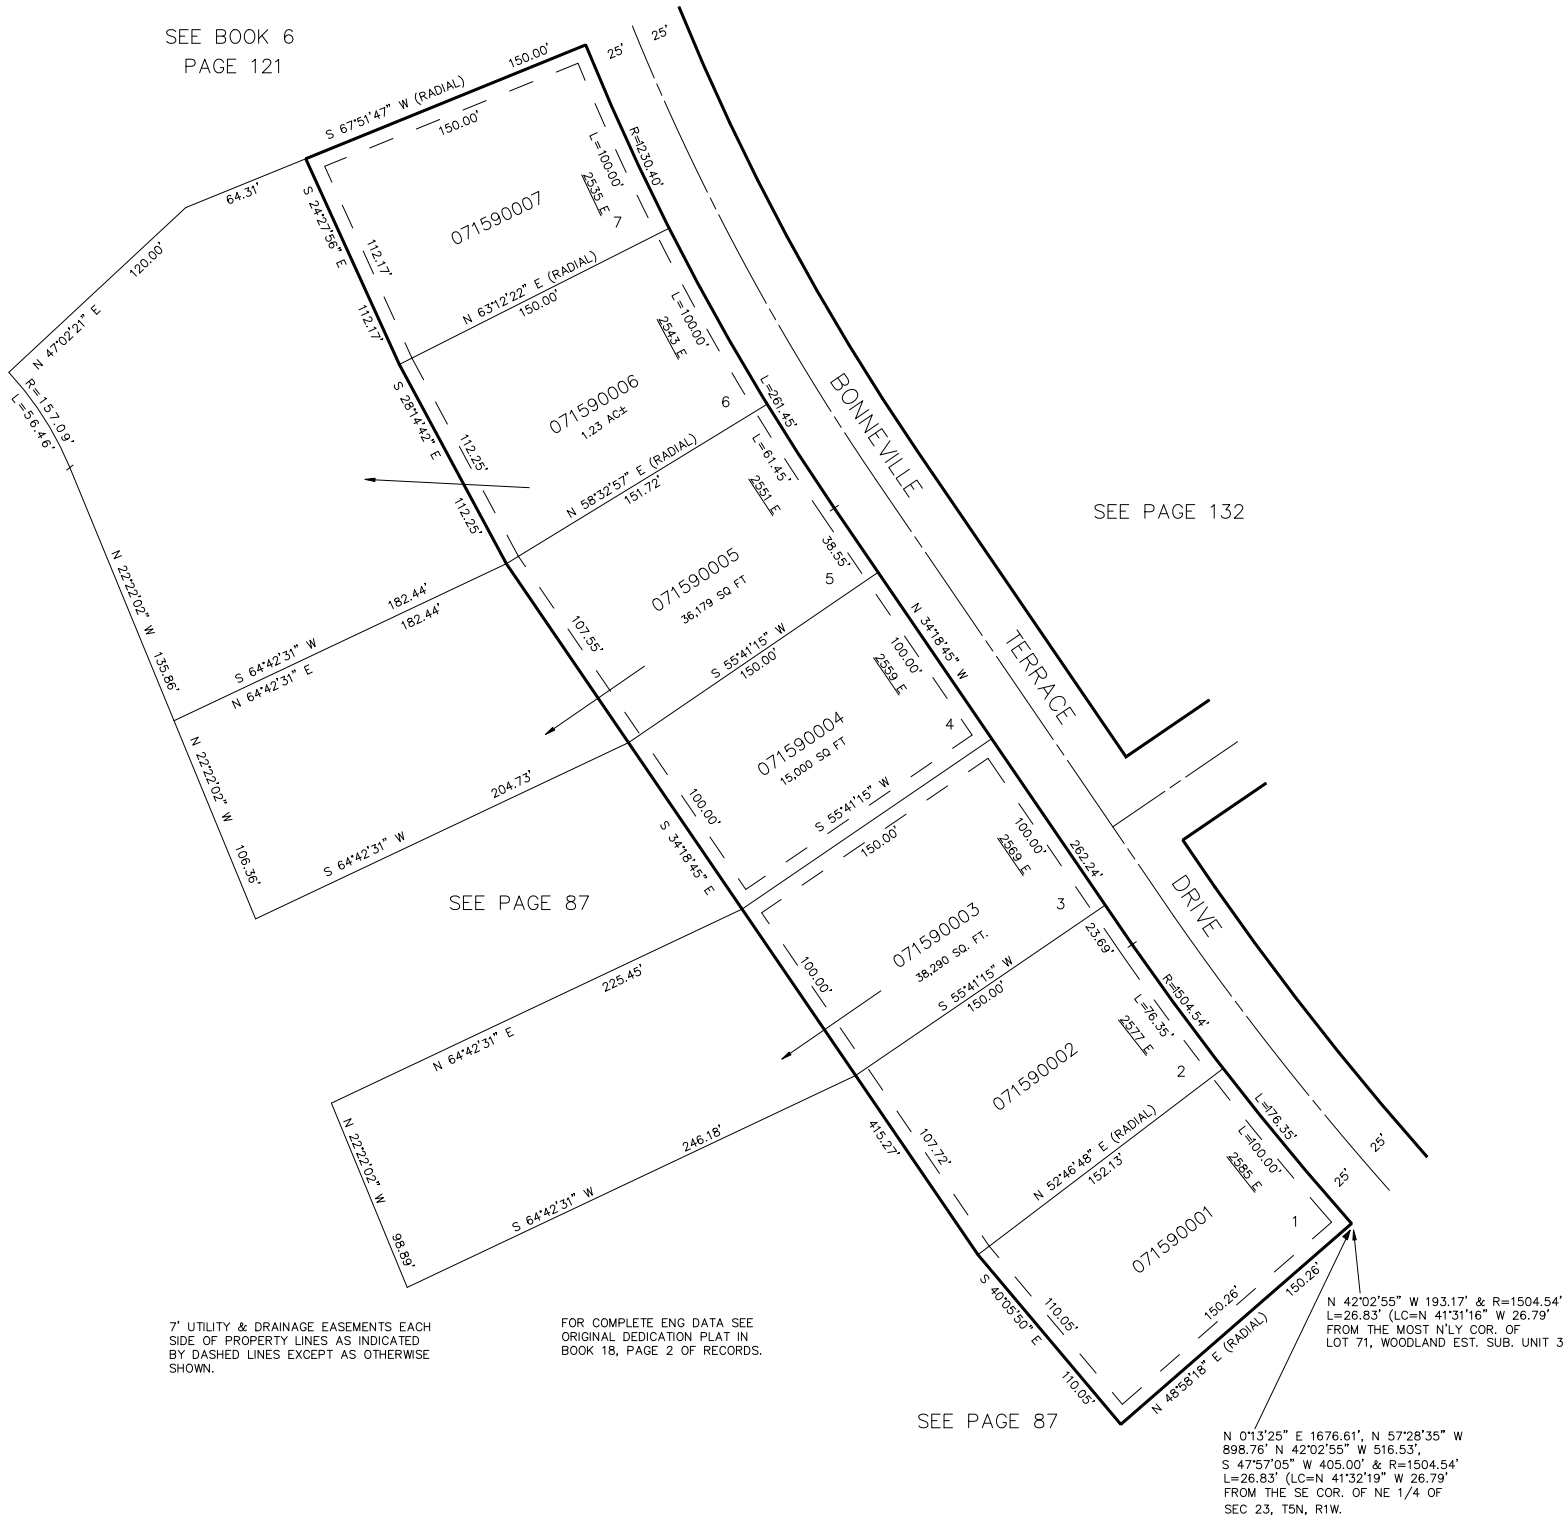 SEE BOOK 6
PAGE 121
S 67°51'47" W (RADIAL)
150.00'
150.00'
25'
25'
64.31'
120.00'
N 47°02'21" E
R=157.09'
L=56.46'
S 24°27'56" E
112.17'
112.17'
071590007
L=100.00'
2535 E
7
R=1230.40'
N 63°12'22" E (RADIAL)
150.00'
S 28°14'42" E
112.25'
112.25'
071590006
1.23 AC±
L=100.00'
2543 E
6
L=261.45'
N 58°32'57" E (RADIAL)
151.72'
BONNEVILLE
TERRACE
DRIVE
SEE PAGE 132
N 22°22'02" W
135.86'
182.44'
182.44'
S 64°42'31" W
N 64°42'31" E
107.55'
071590005
36,179 SQ FT
L=61.45'
2551 E
38.55'
5
S 55°41'15" W
150.00'
N 34°18'45" W
N 22°22'02" W
106.36'
204.73'
S 64°42'31" W
100.00'
071590004
15,000 SQ FT
100.00'
2559 E
4
S 55°41'15" W
150.00'
S 34°18'45" E
SEE PAGE 87
100.00'
071590003
38,290 SQ. FT.
100.00'
2569 E
3
262.24'
S 55°41'15" W
150.00'
225.45'
N 64°42'31" E
N 22°22'02" W
98.89'
246.18'
S 64°42'31" W
415.27'
107.72'
071590002
23.69'
L=76.35'
2577 E
2
R=1504.54'
N 52°46'48" E (RADIAL)
152.13'
L=176.35'
L=100.00'
2585 E
1
071590001
25'
25'
S 40°05'50" E
110.05'
110.05'
150.26'
150.26'
N 48°58'18" E (RADIAL)
N 42°02'55" W 193.17' & R=1504.54'
L=26.83' (LC=N 41°31'16" W 26.79'
FROM THE MOST N'LY COR. OF
LOT 71, WOODLAND EST. SUB. UNIT 3
7' UTILITY & DRAINAGE EASEMENTS EACH
SIDE OF PROPERTY LINES AS INDICATED
BY DASHED LINES EXCEPT AS OTHERWISE
SHOWN.
FOR COMPLETE ENG DATA SEE
ORIGINAL DEDICATION PLAT IN
BOOK 18, PAGE 2 OF RECORDS.
SEE PAGE 87
N 0°13'25" E 1676.61', N 57°28'35" W
898.76' N 42°02'55" W 516.53',
S 47°57'05" W 405.00' & R=1504.54'
L=26.83' (LC=N 41°32'19" W 26.79'
FROM THE SE COR. OF NE 1/4 OF
SEC 23, T5N, R1W.